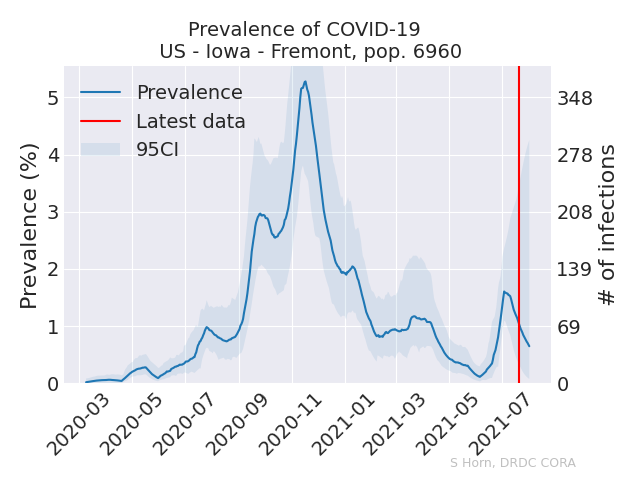 Prevalence of COVID-19
US - Iowa - Fremont, pop. 6960
Prevalence
Latest data
95CI
Prevalence (%)
5
4
3
2
1
0
348
278
208
139
69
0
# of infections
2020-03
2020-05
2020-07
2020-09
2020-11
2021-01
2021-03
2021-05
2021-07
S Horn, DRDC CORA